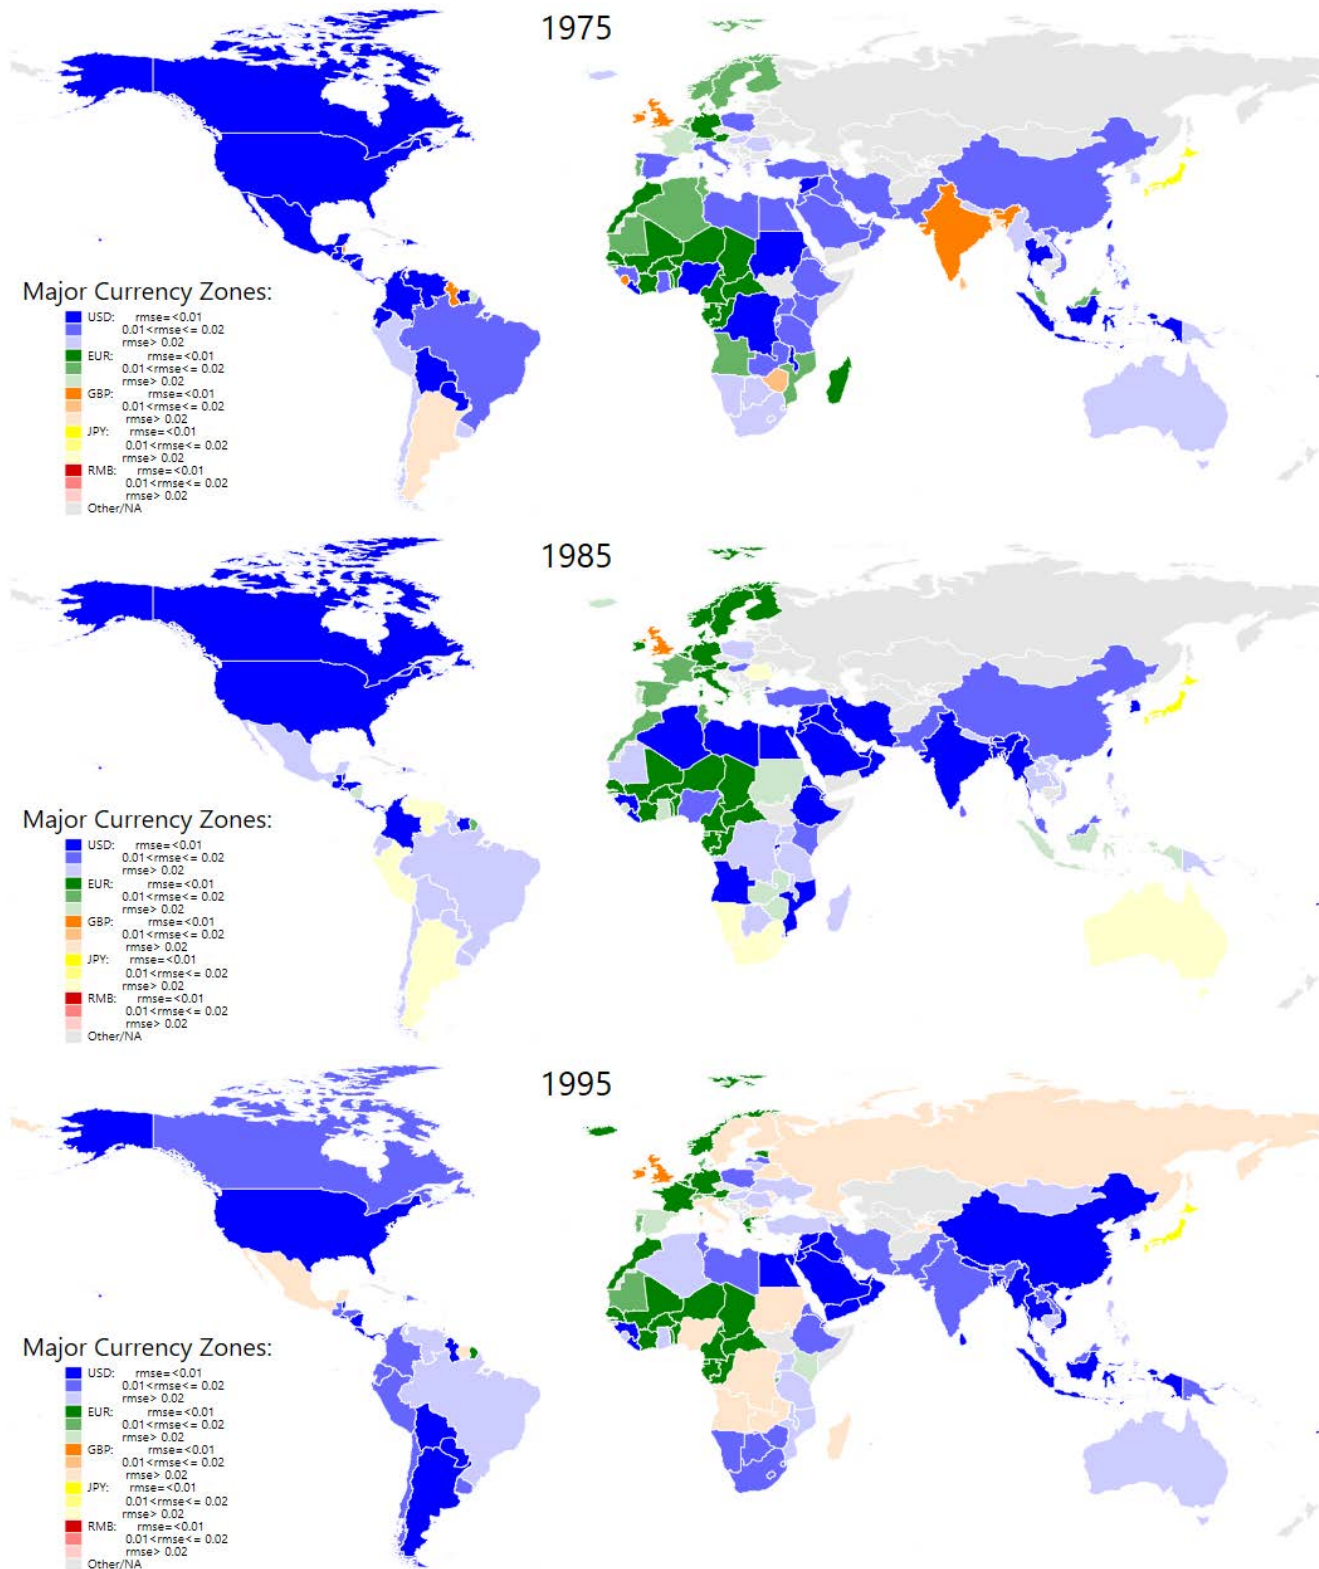 1975
Major Currency Zones:
USD: rmse=<0.01
0.01<rmse<= 0.02
rmse> 0.02
EUR: rmse=<0.01
0.01<rmse<= 0.02
rmse> 0.02
GBP: rmse=<0.01
0.01<rmse<= 0.02
rmse> 0.02
JPY: rmse=<0.01
0.01<rmse<= 0.02
rmse> 0.02
RMB: rmse=<0.01
0.01<rmse<= 0.02
rmse> 0.02
Other/NA
1985
Major Currency Zones:
USD: rmse=<0.01
0.01<rmse<= 0.02
rmse> 0.02
EUR: rmse=<0.01
0.01<rmse<= 0.02
rmse> 0.02
GBP: rmse=<0.01
0.01<rmse<= 0.02
rmse> 0.02
JPY: rmse=<0.01
0.01<rmse<= 0.02
rmse> 0.02
RMB: rmse=<0.01
0.01<rmse<= 0.02
rmse> 0.02
Other/NA
1995
Major Currency Zones:
USD: rmse=<0.01
0.01<rmse<= 0.02
rmse> 0.02
EUR: rmse=<0.01
0.01<rmse<= 0.02
rmse> 0.02
GBP: rmse=<0.01
0.01<rmse<= 0.02
rmse> 0.02
JPY: rmse=<0.01
0.01<rmse<= 0.02
rmse> 0.02
RMB: rmse=<0.01
0.01<rmse<= 0.02
rmse> 0.02
Other/NA